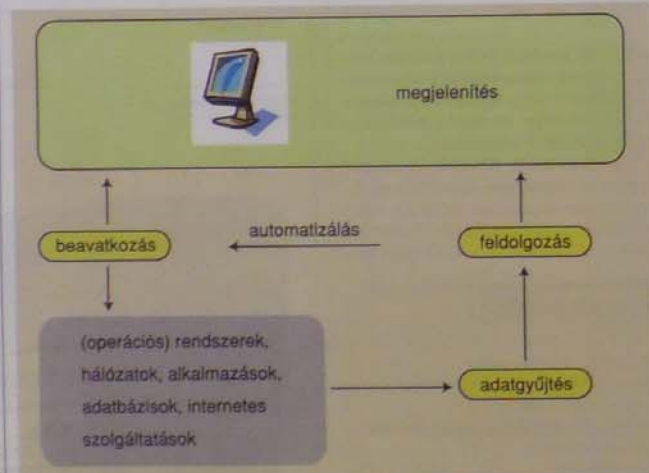 megjelenítés
automatizálás
beavatkozás
feldolgozás
(operációs) rendszerek,
hálózatok, alkalmazások,
adatbázisok, internetes
szolgáltatások
adatgyűjtés